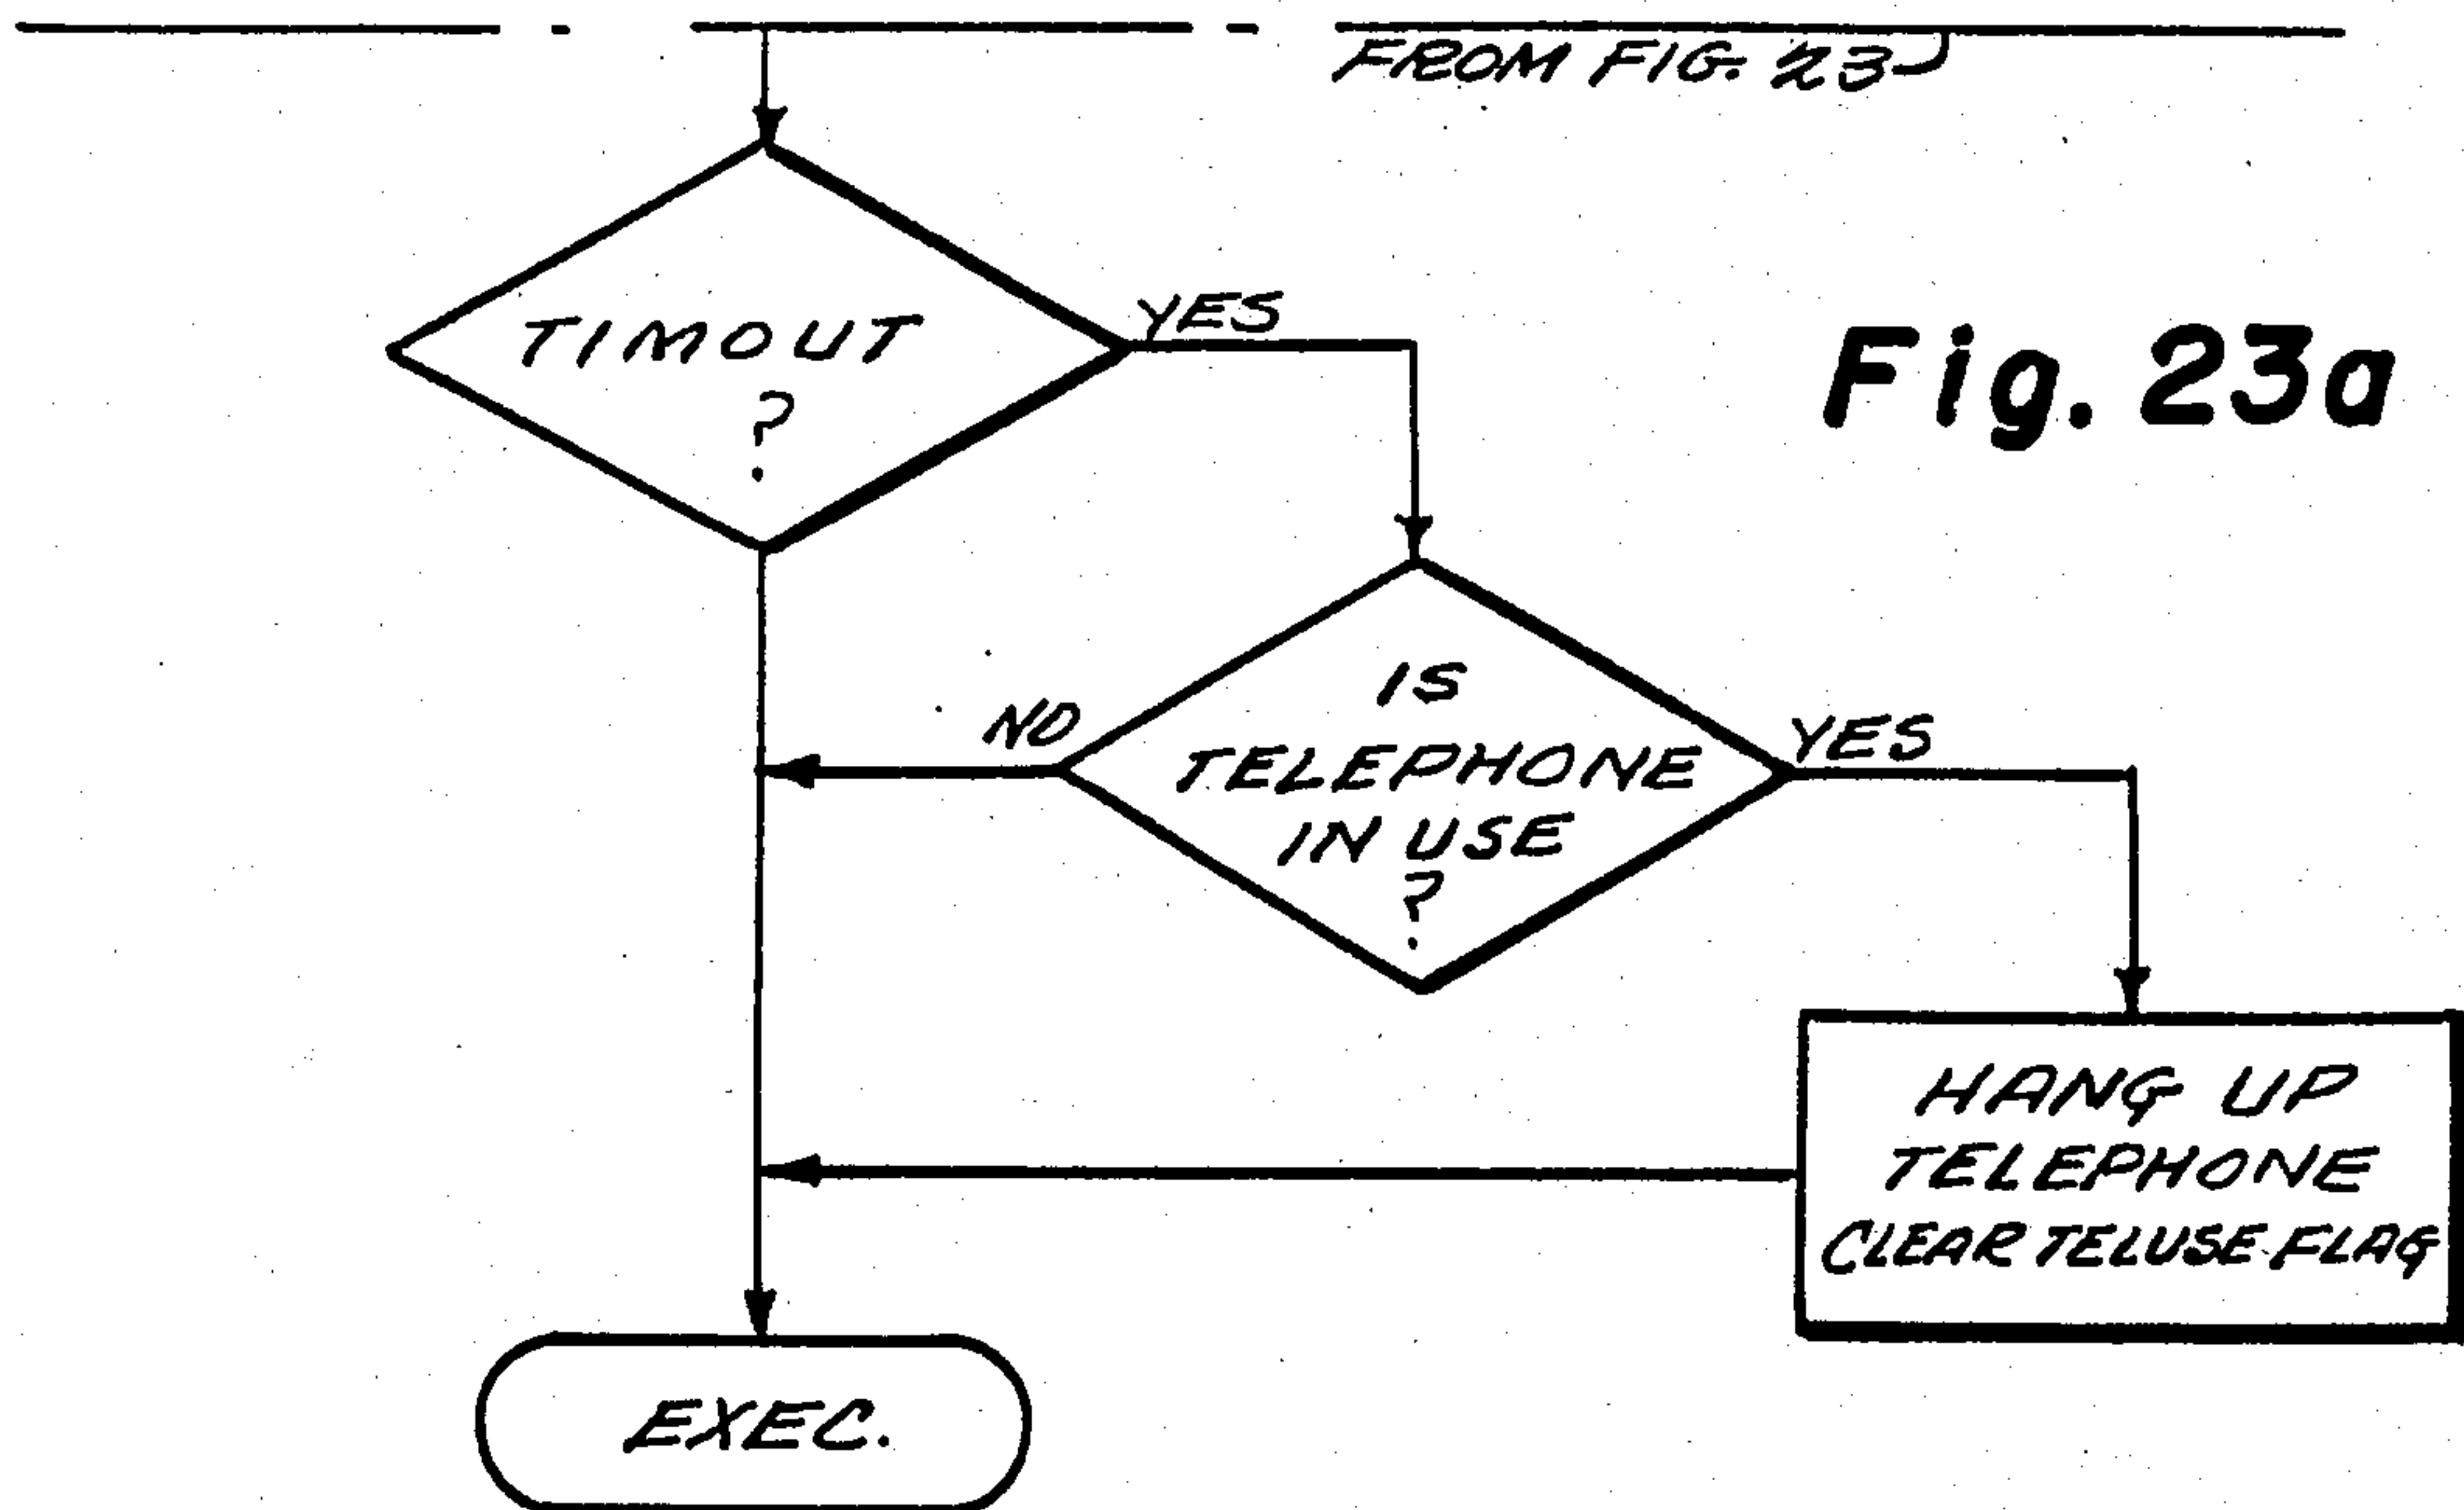 FROM FIG. 23
TIMOUT
?
YES
Fig. 23a
IS
TELEPHONE
IN USE
?
NO
YES
HANG UP
TELEPHONE
CLEAR TELUSE FLAG
EXEC.